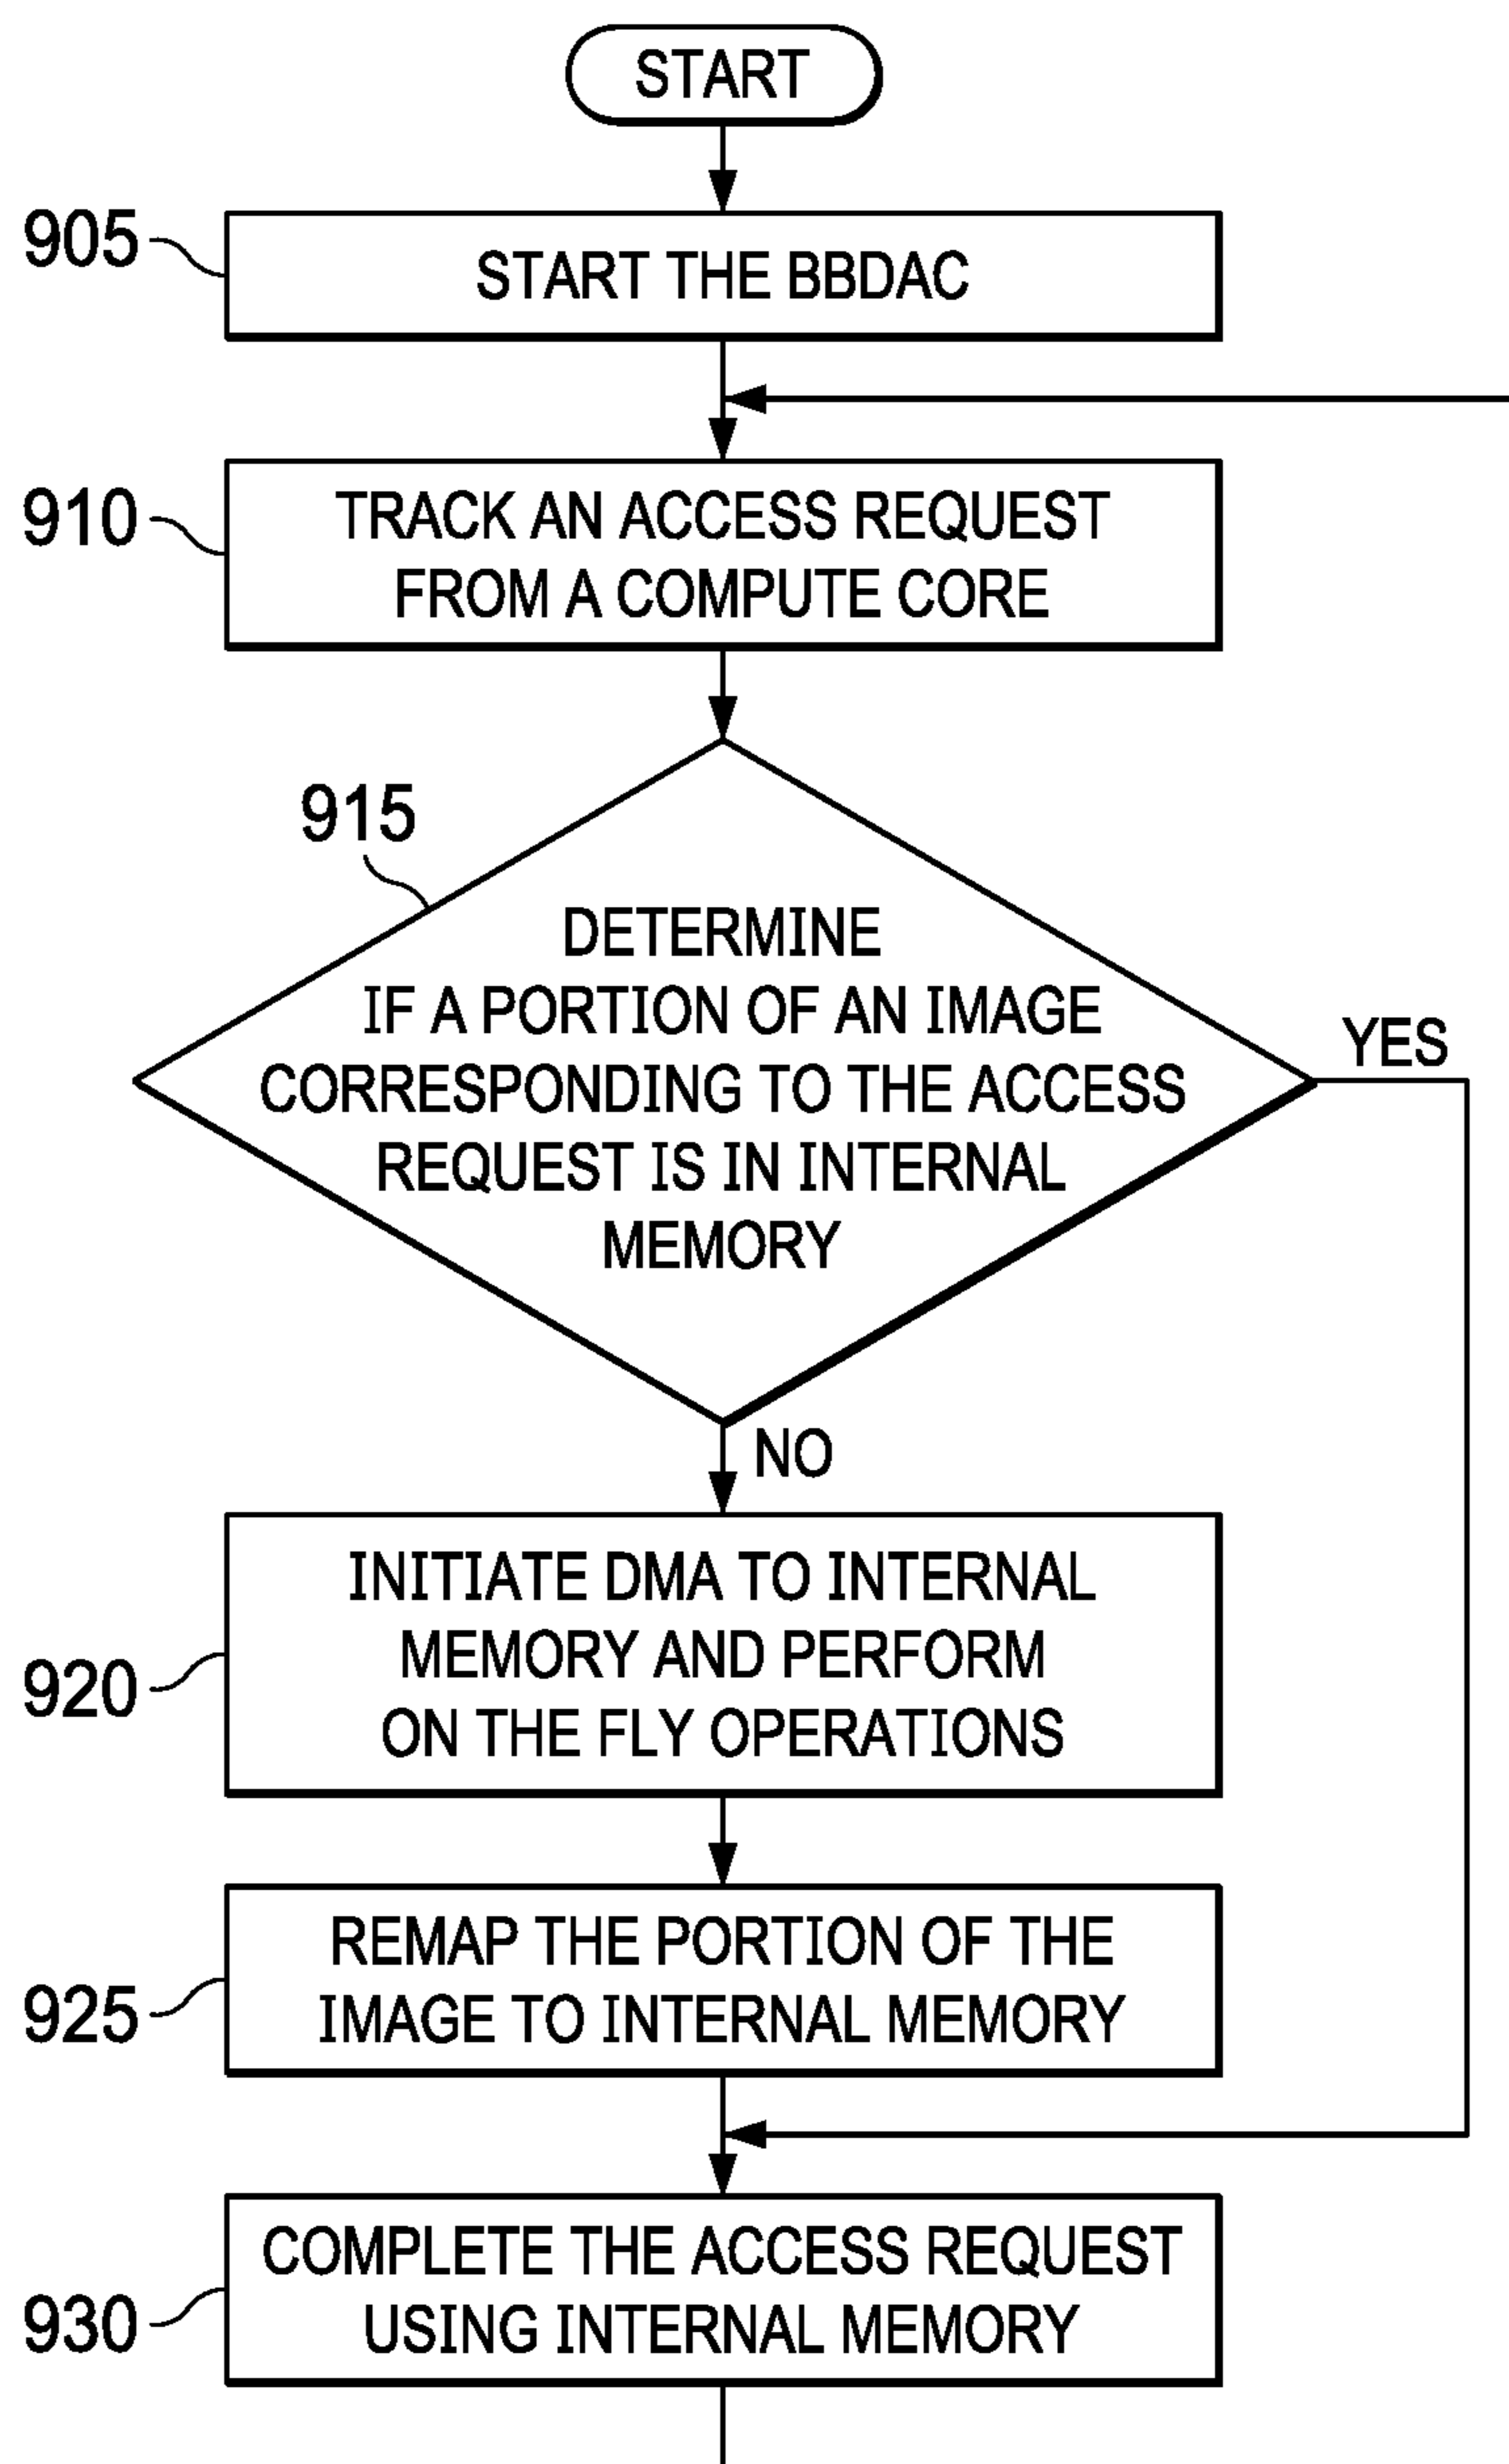 START
905
START THE BBDAC
910
TRACK AN ACCESS REQUEST
FROM A COMPUTE CORE
915
DETERMINE
IF A PORTION OF AN IMAGE
CORRESPONDING TO THE ACCESS
REQUEST IS IN INTERNAL
MEMORY
YES
NO
920
INITIATE DMA TO INTERNAL
MEMORY AND PERFORM
ON THE FLY OPERATIONS
925
REMAP THE PORTION OF THE
IMAGE TO INTERNAL MEMORY
930
COMPLETE THE ACCESS REQUEST
USING INTERNAL MEMORY